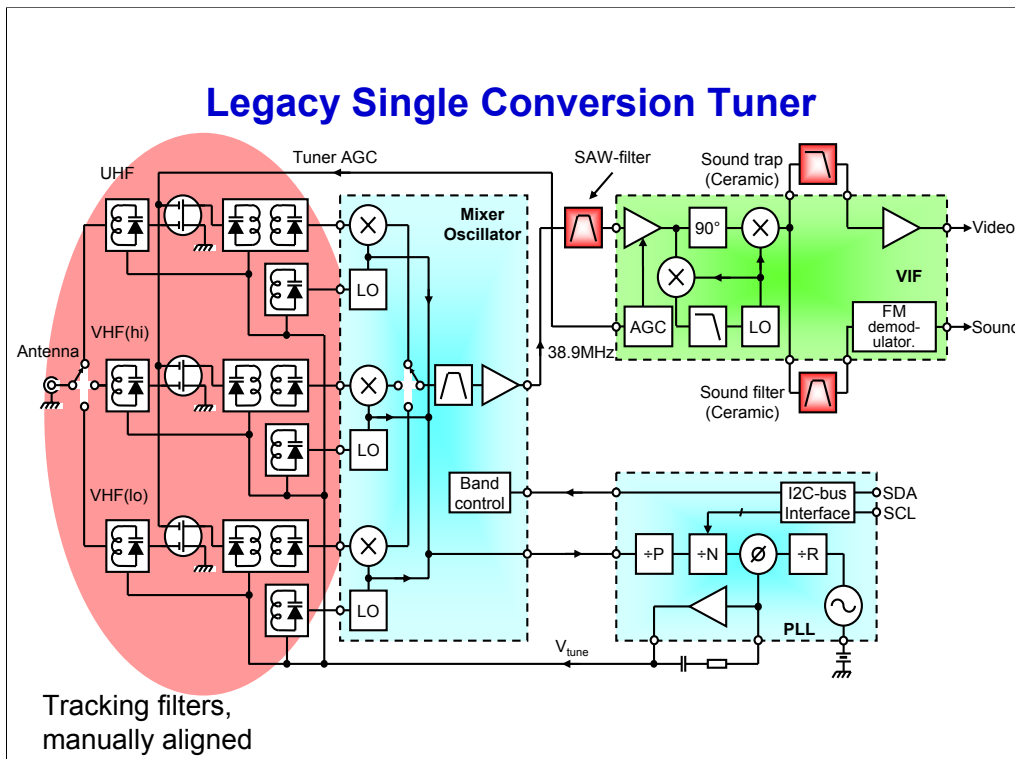 Legacy Single Conversion Tuner
Tuner AGC
SAW-filter
Sound trap
(Ceramic)
UHF
Mixer
Oscillator
90°
Video
VIF
LO
AGC
LO
FM
demod-
ulator.
Sound
VHF(hi)
Antenna
38.9MHz
Sound filter
(Ceramic)
LO
Band
control
I2C-bus
Interface
SDA
SCL
VHF(lo)
÷P
÷N
Ø
÷R
LO
PLL
Vtune
Tracking filters,
manually aligned